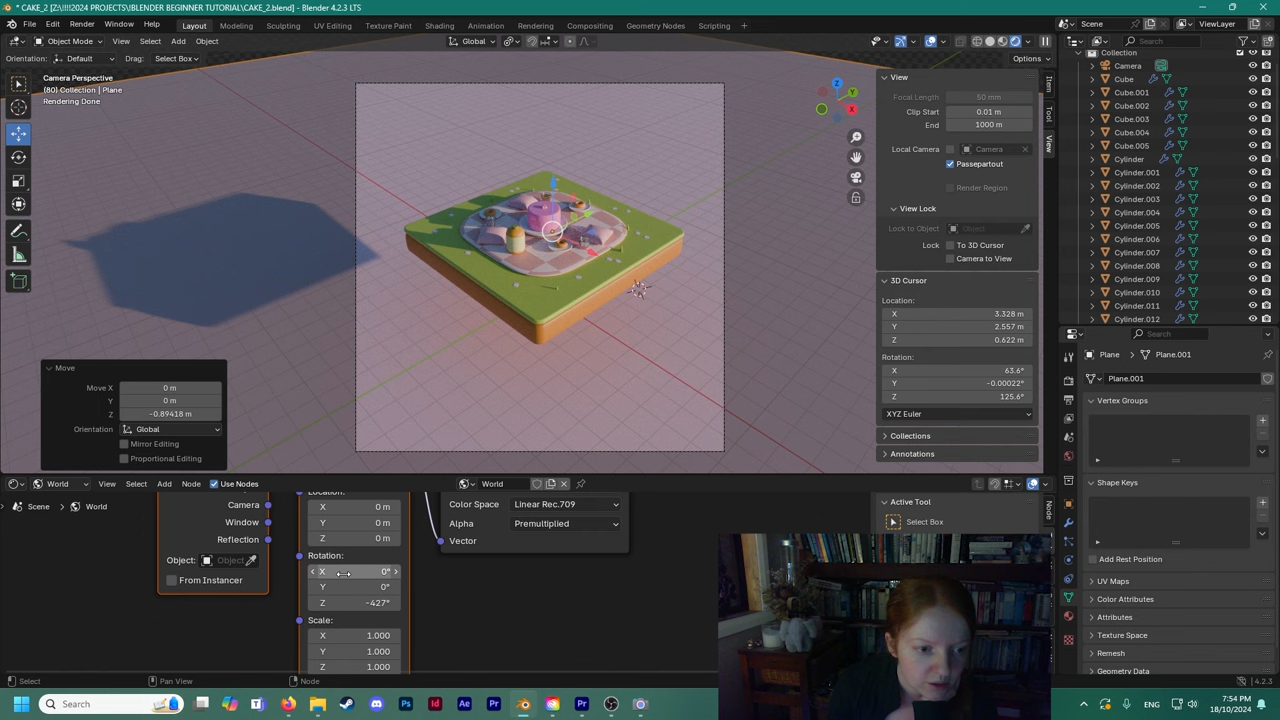 * CAKE_2 [Z:\!!!!2024 PROJECTS\BLENDER BEGINNER TUTORIAL\CAKE_2.blend] - Blender 4.2.3 LTS
File Edit Render Window Help Layout Modeling Sculpting UV Editing Texture Paint Shading Animation Rendering Compositing Geometry Nodes Scripting + Scene ViewLayer
Object Mode View Select Add Object Global Search
Orientation: Default Drag: Select Box Options
Camera Perspective
(80) Collection | Plane
Rendering Done
Z
Y
X
View
Focal Length 50 mm
Clip Start 0.01 m
End 1000 m
Local Camera Camera
Passepartout
Render Region
View Lock
Lock to Object Object
Lock To 3D Cursor
Camera to View
3D Cursor
Location:
X 3.328 m
Y 2.557 m
Z 0.622 m
Rotation:
X 63.6°
Y -0.00022°
Z 125.6°
XYZ Euler
Collections
Annotations
Item
Tool
View
Collection
Camera
Cube
Cube.001
Cube.002
Cube.003
Cube.004
Cube.005
Cylinder
Cylinder.001
Cylinder.002
Cylinder.003
Cylinder.004
Cylinder.005
Cylinder.006
Cylinder.007
Cylinder.008
Cylinder.009
Cylinder.010
Cylinder.011
Cylinder.012
Move
Move X 0 m
Y 0 m
Z -0.89418 m
Orientation Global
Mirror Editing
Proportional Editing
Search
Plane Plane.001
Plane.001
Vertex Groups
Shape Keys
Add Rest Position
UV Maps
Color Attributes
Attributes
Texture Space
Remesh
Geometry Data
World View Select Add Node Use Nodes World
Scene World
Camera
Window
Reflection
Object: Object
From Instancer
Location:
X 0 m
Y 0 m
Z 0 m
Rotation:
X 0°
Y 0°
Z -427°
Scale:
X 1.000
Y 1.000
Z 1.000
Color Space Linear Rec.709
Alpha Premultiplied
Vector
Active Tool
Select Box
Node
Select Pan View Node 4.2.3
Search ENG 7:54 PM
18/10/2024